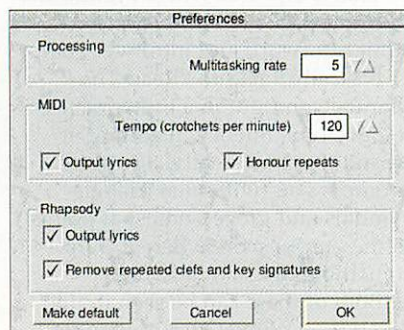 Preferences
Processing
Multitasking rate 5
MIDI
Tempo (crotchets per minute) 120
Output lyrics Honour repeats
Rhapsody
Output lyrics
Remove repeated clefs and key signatures
Make default Cancel OK